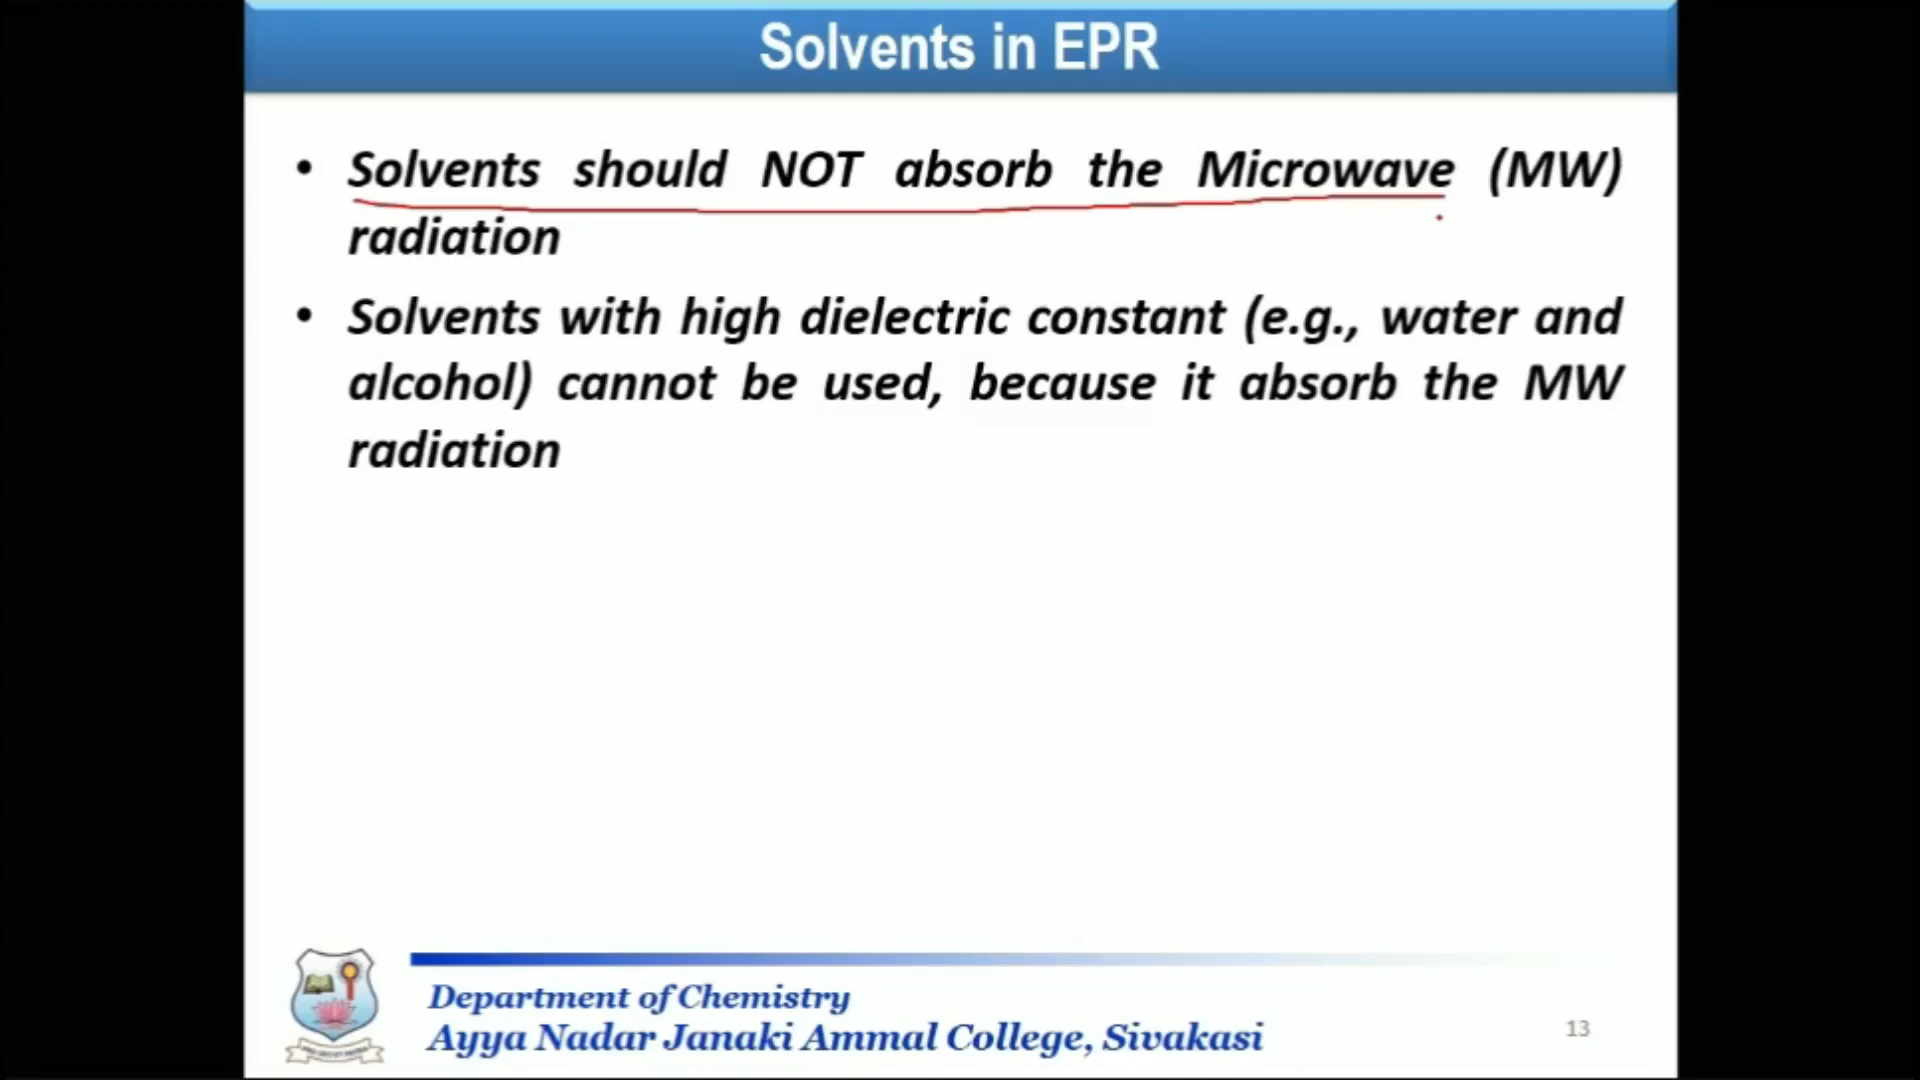 Solvents in EPR
• Solvents should NOT absorb the Microwave (MW)
radiation
• Solvents with high dielectric constant (e.g., water and
alcohol) cannot be used, because it absorb the MW
radiation
Department of Chemistry
Ayya Nadar Janaki Ammal College, Sivakasi
13